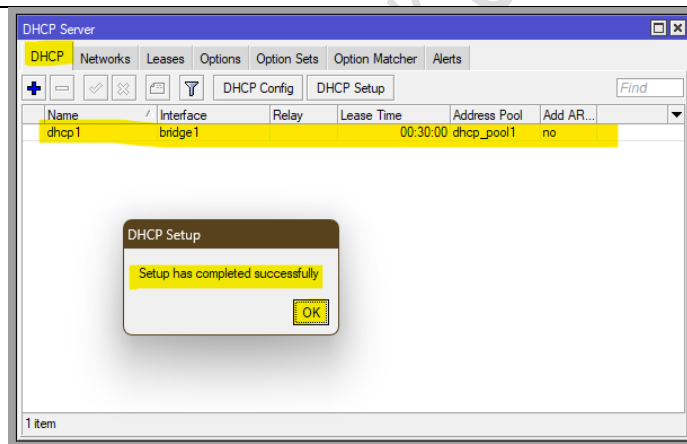 DHCP Server
DHCP Networks Leases Options Option Sets Option Matcher Alerts
DHCP Config DHCP Setup Find
Name / Interface Relay Lease Time Address Pool Add AR...
dhcp1 bridge1 00:30:00 dhcp_pool1 no
DHCP Setup
Setup has completed successfully
OK
1 item